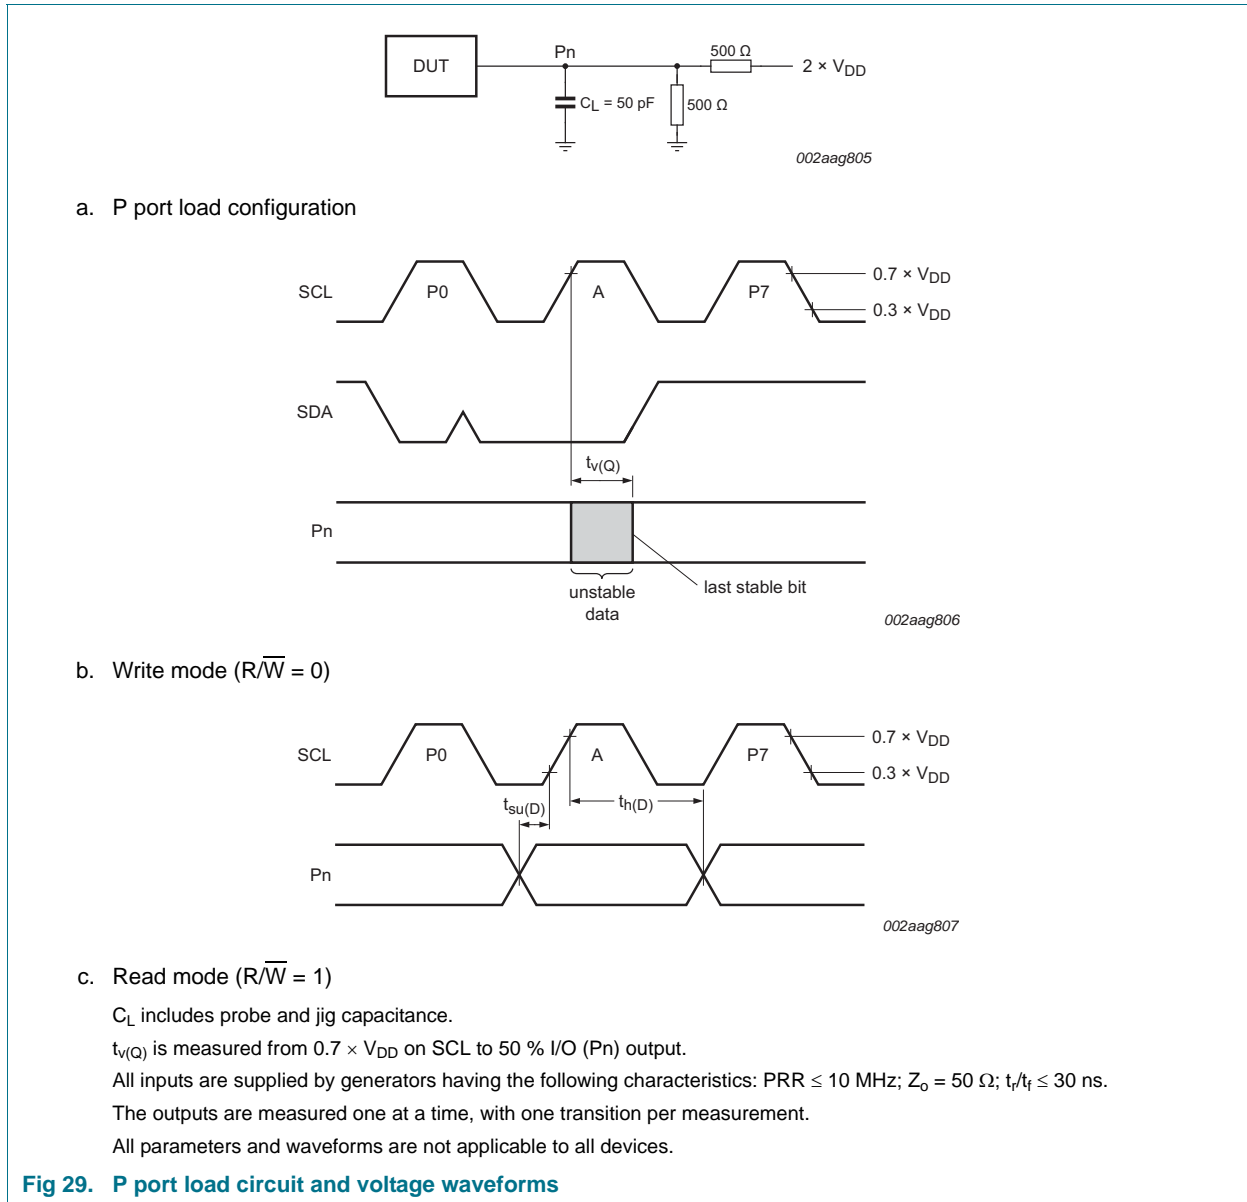 DUT
Pn
500 Ω
2 × VDD
CL = 50 pF
500 Ω
002aag805
a. P port load configuration
SCL
P0
A
P7
0.7 × VDD
0.3 × VDD
SDA
tv(Q)
Pn
unstable
data
last stable bit
002aag806
b. Write mode (R/W̅ = 0)
SCL
P0
A
P7
0.7 × VDD
0.3 × VDD
tsu(D)
th(D)
Pn
002aag807
c. Read mode (R/W̅ = 1)
CL includes probe and jig capacitance.
tv(Q) is measured from 0.7 × VDD on SCL to 50 % I/O (Pn) output.
All inputs are supplied by generators having the following characteristics: PRR ≤ 10 MHz; Zo = 50 Ω; tr/tf ≤ 30 ns.
The outputs are measured one at a time, with one transition per measurement.
All parameters and waveforms are not applicable to all devices.
Fig 29. P port load circuit and voltage waveforms